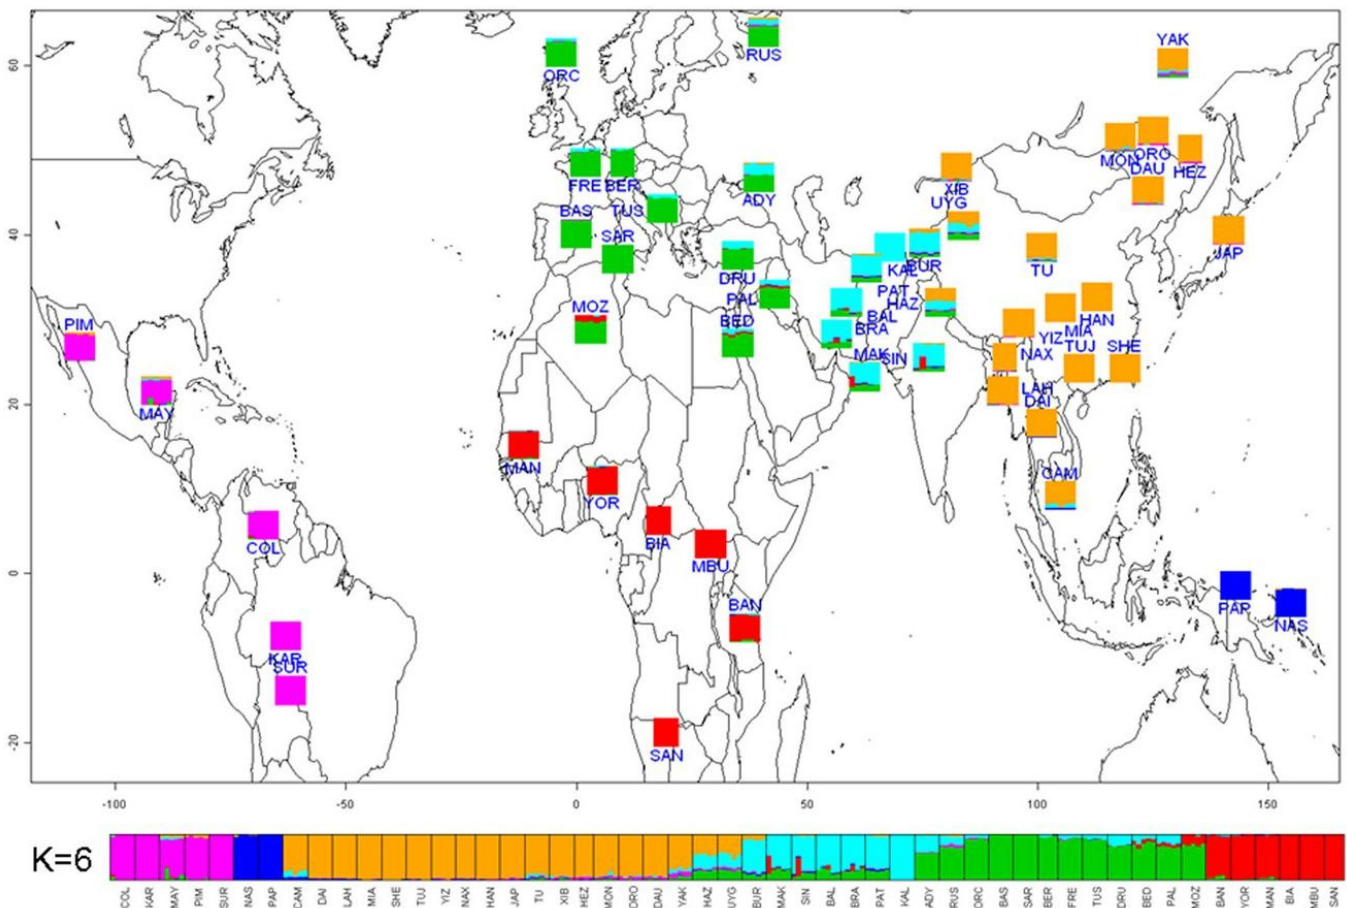 60
40
20
0
-20
RUS
ORC
YAK
MON
ORO
DAU
HEZ
FRE
BER
ADY
XIB
UYG
BAS
TUS
SAR
DRU
KAL
BUR
TU
JAP
PAL
PAT
HAZ
MOZ
BED
BAL
BRA
HAN
MIA
YIZ
TUJ
SHE
PIM
MAK
SIN
NAX
MAY
LAH
DAI
MAN
YOR
CAM
COL
BIA
MBU
PAP
NAS
BAN
KAR
SUR
SAN
-100
-50
0
50
100
150
K=6
COL
KAR
MAY
PIM
SUR
NAS
PAP
CAM
DAI
LAH
MIA
SHE
TUJ
YIZ
NAX
HAN
JAP
TU
XIB
HEZ
MON
ORO
DAU
YAK
HAZ
UYG
BUR
MAK
SIN
BAL
BRA
PAT
KAL
ADY
RUS
ORC
BAS
SAR
BER
FRE
TUS
DRU
BED
PAL
MOZ
BAN
YOR
MAN
BIA
MBU
SAN